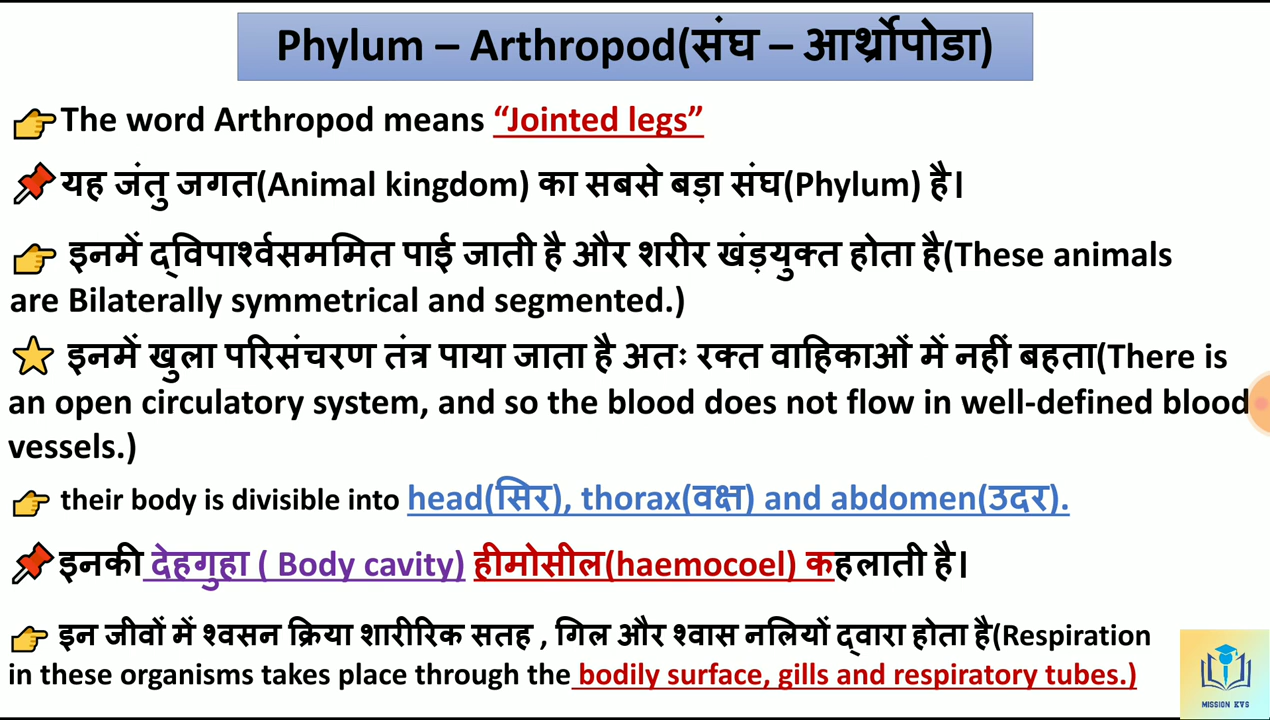 Phylum – Arthropod(संघ – आर्थ्रोपोडा)
👉The word Arthropod means “Jointed legs”
📌यह जंतु जगत(Animal kingdom) का सबसे बड़ा संघ(Phylum) है।
👉 इनमें द्विपार्श्वसममित पाई जाती है और शरीर खंड़युक्त होता है(These animals
are Bilaterally symmetrical and segmented.)
⭐ इनमें खुला परिसंचरण तंत्र पाया जाता है अतः रक्त वाहिकाओं में नहीं बहता(There is
an open circulatory system, and so the blood does not flow in well-defined blood
vessels.)
👉 their body is divisible into head(सिर), thorax(वक्ष) and abdomen(उदर).
📌इनकी देहगुहा ( Body cavity) हीमोसील(haemocoel) कहलाती है।
👉 इन जीवों में श्वसन क्रिया शारीरिक सतह , गिल और श्वास नलियों द्वारा होता है(Respiration
in these organisms takes place through the bodily surface, gills and respiratory tubes.)
MISSION KVS